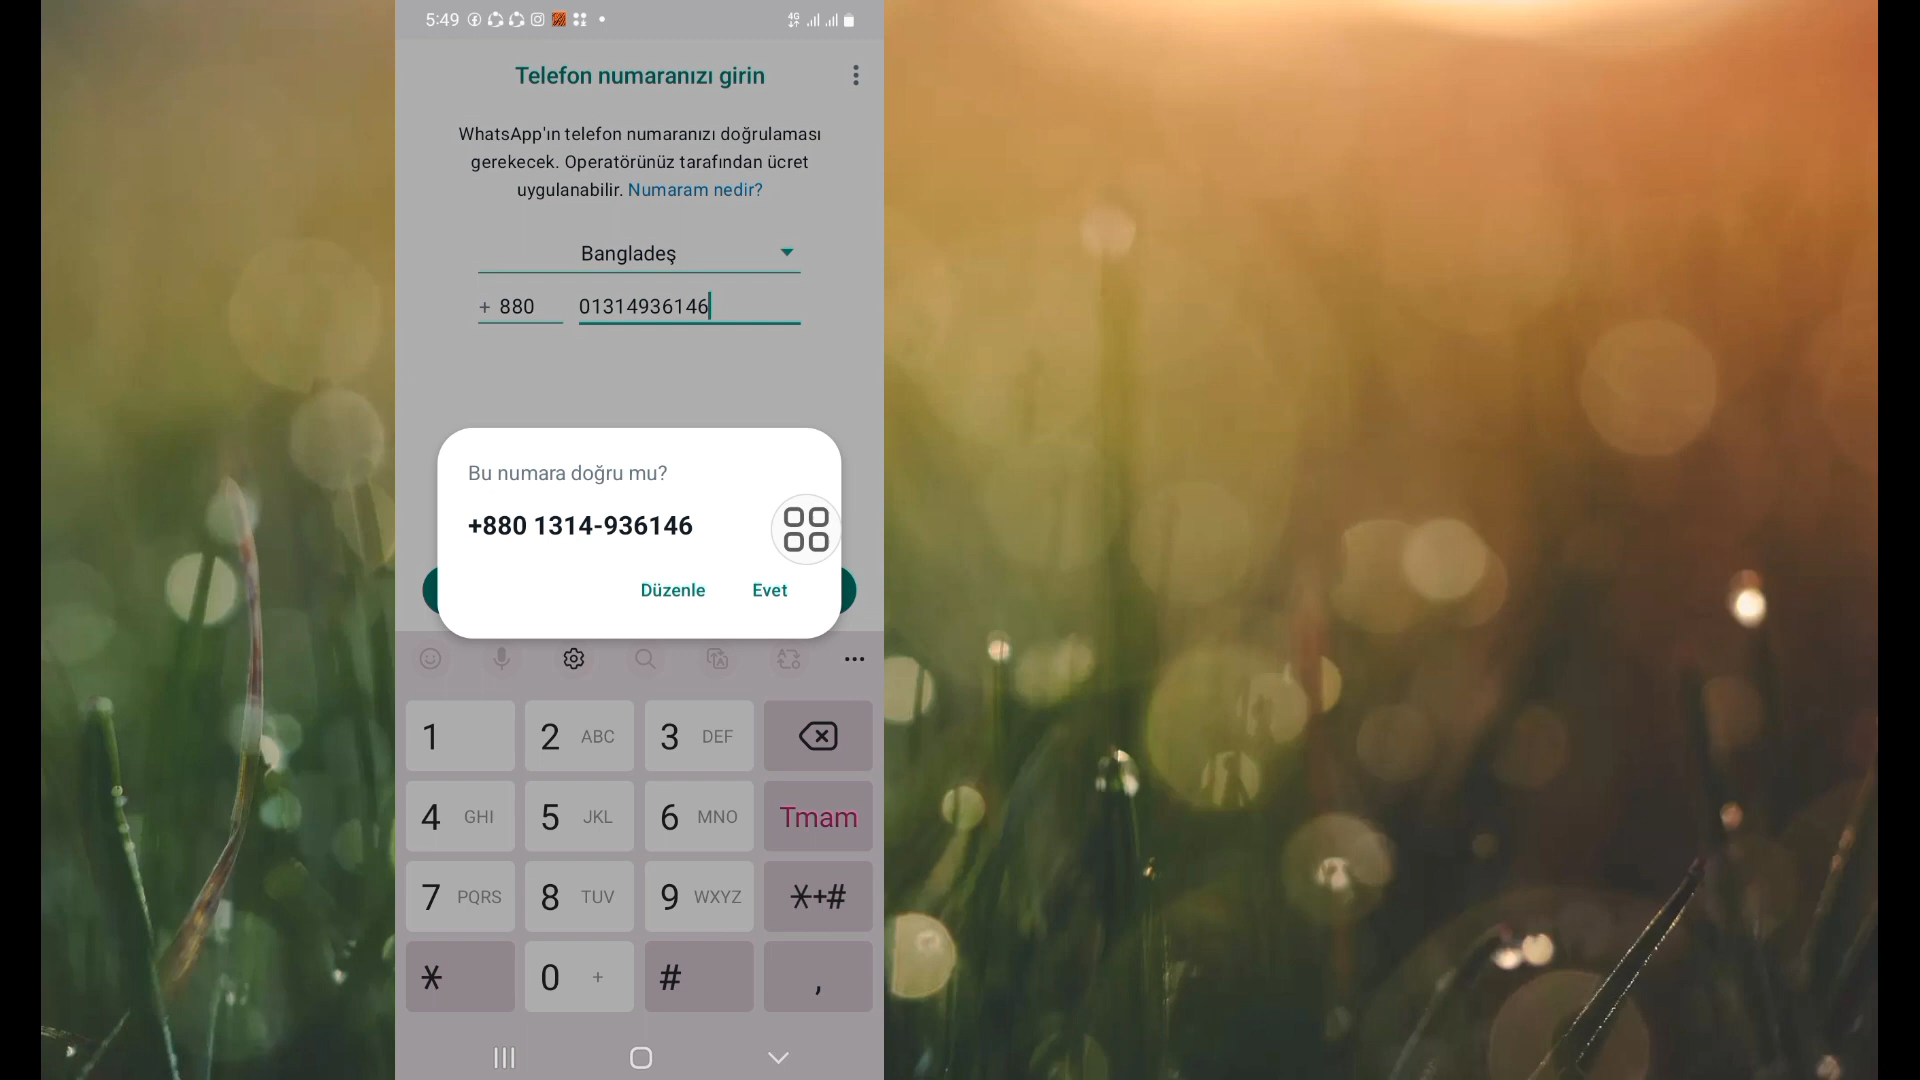 5:49
4G
Telefon numaranızı girin
WhatsApp'ın telefon numaranızı doğrulaması
gerekecek. Operatörünüz tarafından ücret
uygulanabilir. Numaram nedir?
Bangladeş
+ 880 01314936146
Bu numara doğru mu?
+880 1314-936146
Düzenle Evet
1 2 ABC 3 DEF
4 GHI 5 JKL 6 MNO Tmam
7 PQRS 8 TUV 9 WXYZ *+#
* 0 + # ,